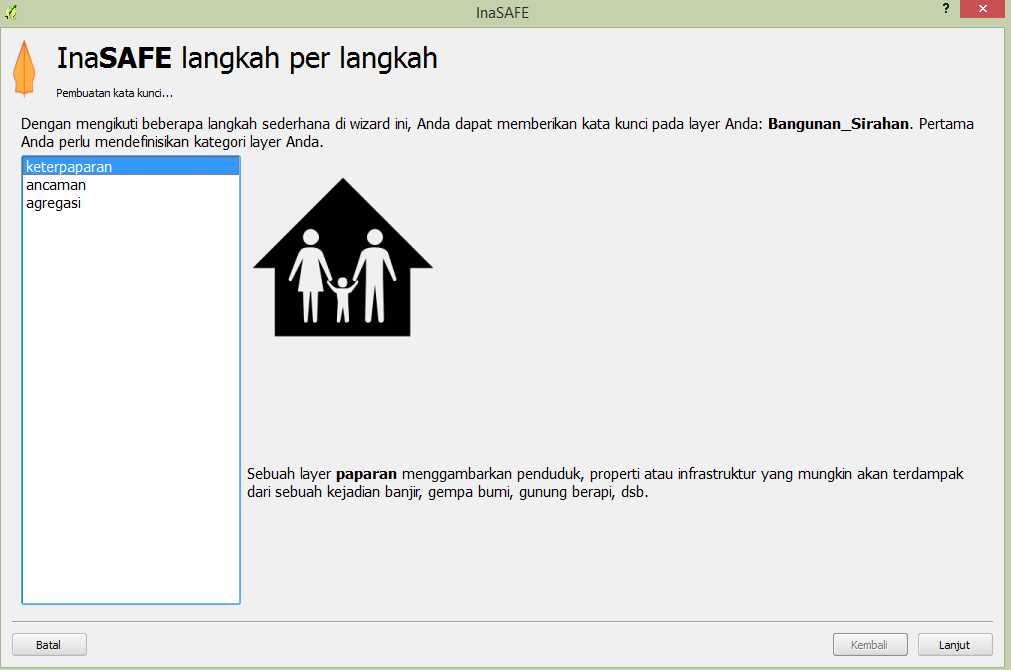 InaSAFE
?
InaSAFE langkah per langkah
Pembuatan kata kunci...
Dengan mengikuti beberapa langkah sederhana di wizard ini, Anda dapat memberikan kata kunci pada layer Anda: Bangunan_Sirahan. Pertama
Anda perlu mendefinisikan kategori layer Anda.
keterpaparan
ancaman
agregasi
Sebuah layer paparan menggambarkan penduduk, properti atau infrastruktur yang mungkin akan terdampak
dari sebuah kejadian banjir, gempa bumi, gunung berapi, dsb.
Batal
Kembali
Lanjut